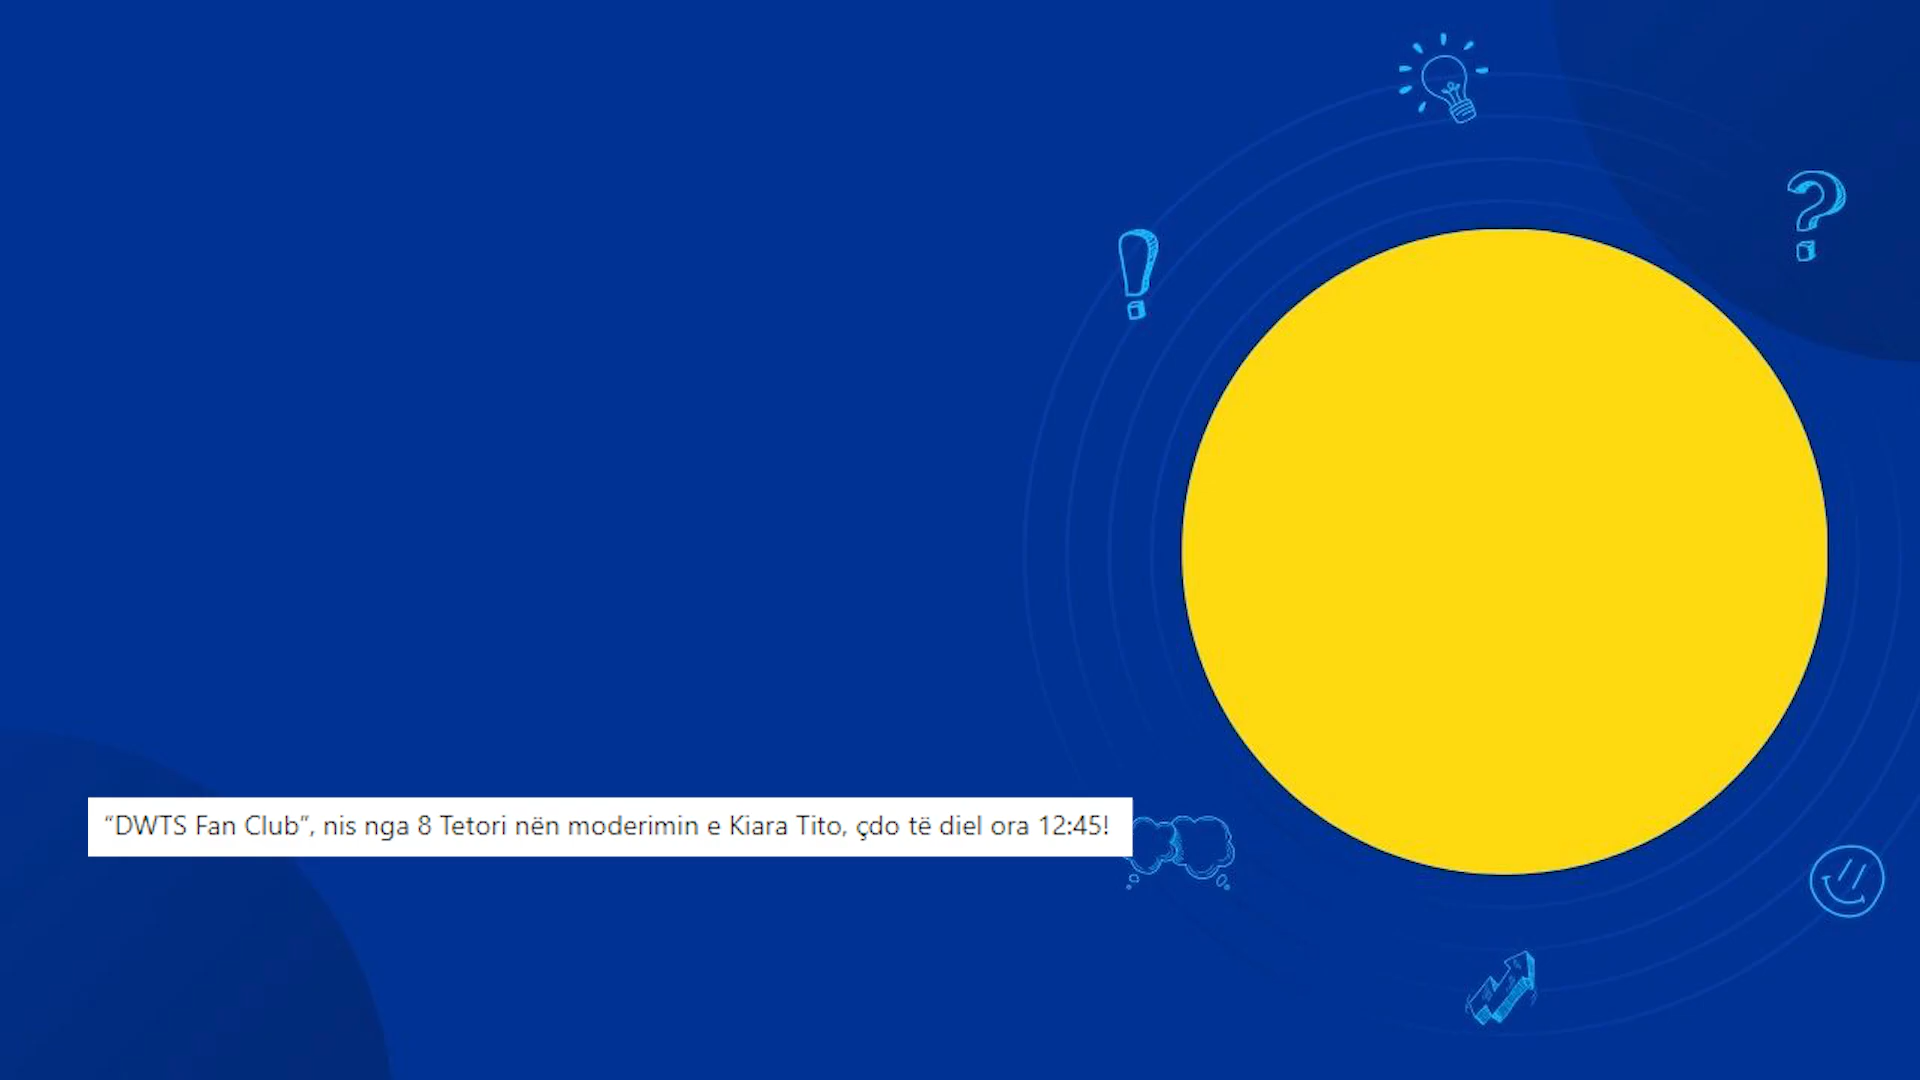 “DWTS Fan Club”, nis nga 8 Tetori nën moderimin e Kiara Tito, çdo të diel ora 12:45!